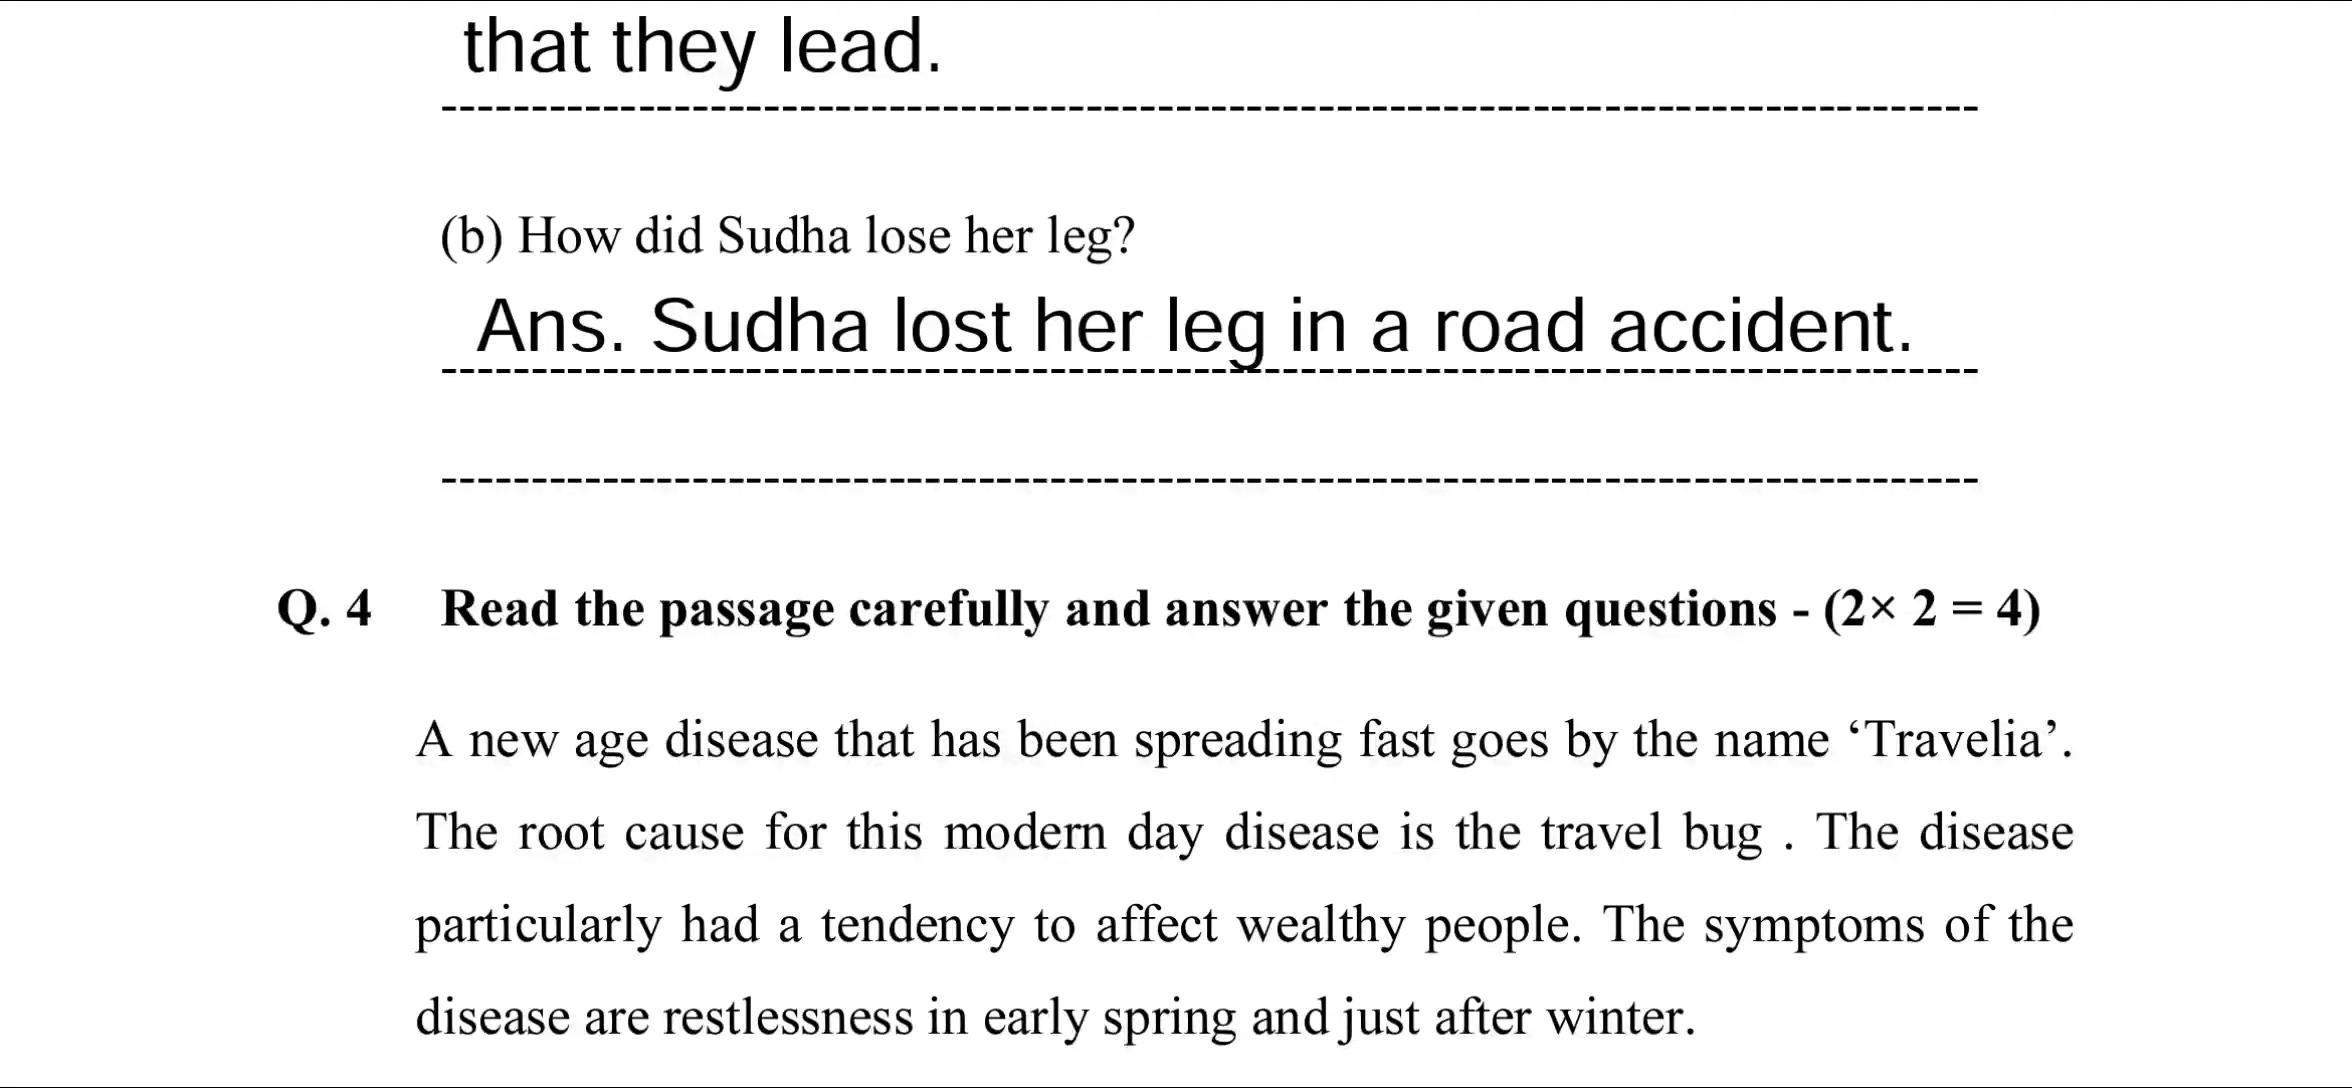 that they lead.
(b) How did Sudha lose her leg?
Ans. Sudha lost her leg in a road accident.
Q. 4 Read the passage carefully and answer the given questions - (2× 2 = 4)
A new age disease that has been spreading fast goes by the name ‘Travelia’.
The root cause for this modern day disease is the travel bug . The disease
particularly had a tendency to affect wealthy people. The symptoms of the
disease are restlessness in early spring and just after winter.